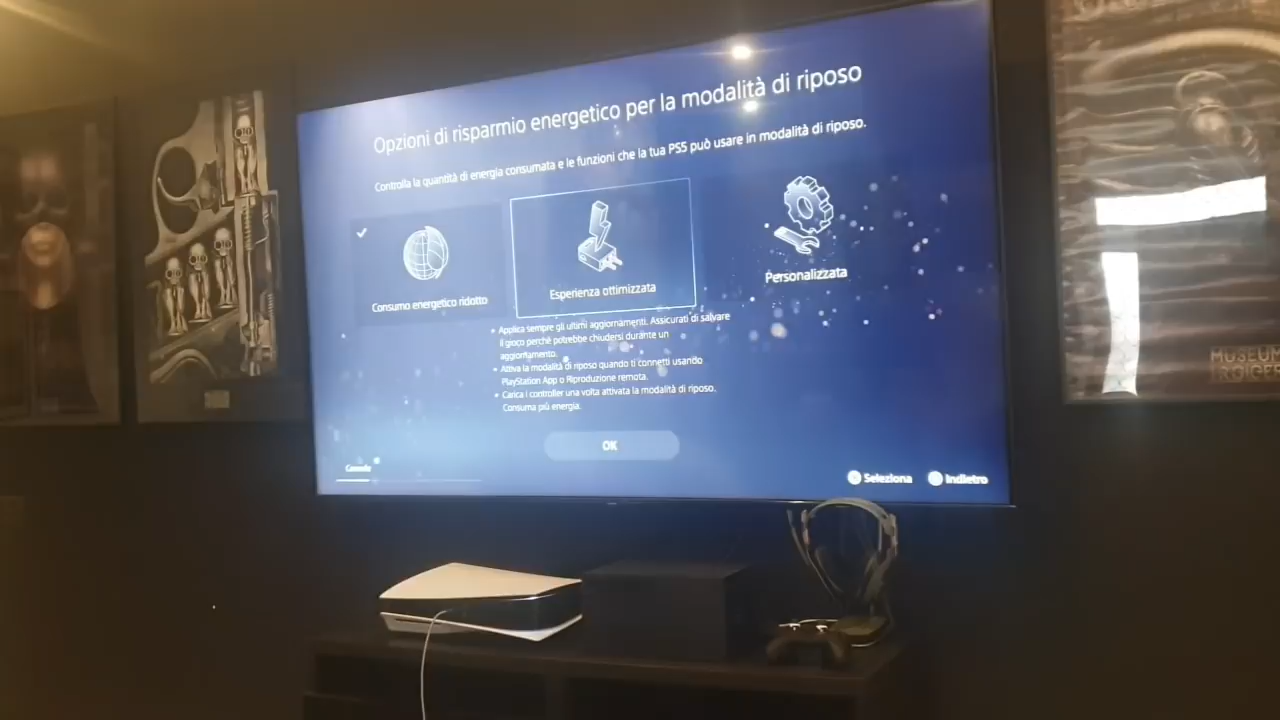 Opzioni di risparmio energetico per la modalità di riposo
Controlla la quantità di energia consumata e le funzioni che la tua PS5 può usare in modalità di riposo.
Consumo energetico ridotto
Esperienza ottimizzata
Personalizzata
• Applica sempre gli ultimi aggiornamenti. Assicurati di salvare
il gioco perché potrebbe chiudersi durante un
aggiornamento.
• Attiva la modalità di riposo quando ti connetti usando
PlayStation App o Riproduzione remota.
• Carica i controller una volta attivata la modalità di riposo.
Consuma più energia.
OK
Console
Seleziona
Indietro
MUSEUM